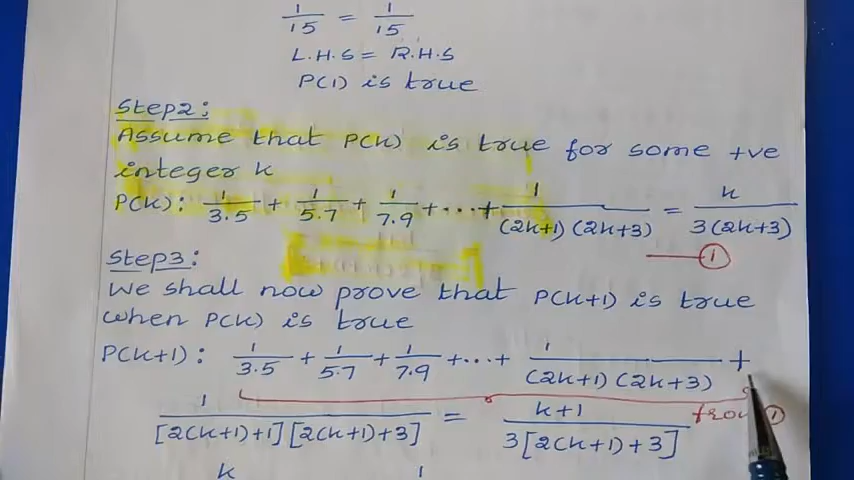 1/15 = 1/15
L.H.S = R.H.S
P(1) is true
Step2:
Assume that P(k) is true for some +ve
integer k
P(k): 1/3.5 + 1/5.7 + 1/7.9 + ... + 1/(2k+1)(2k+3) = k/3(2k+3)
①
Step3:
We shall now prove that P(k+1) is true
when P(k) is true
P(k+1): 1/3.5 + 1/5.7 + 1/7.9 + ... + 1/(2k+1)(2k+3) +
1/[2(k+1)+1][2(k+1)+3] = k+1/3[2(k+1)+3]
①
k 1